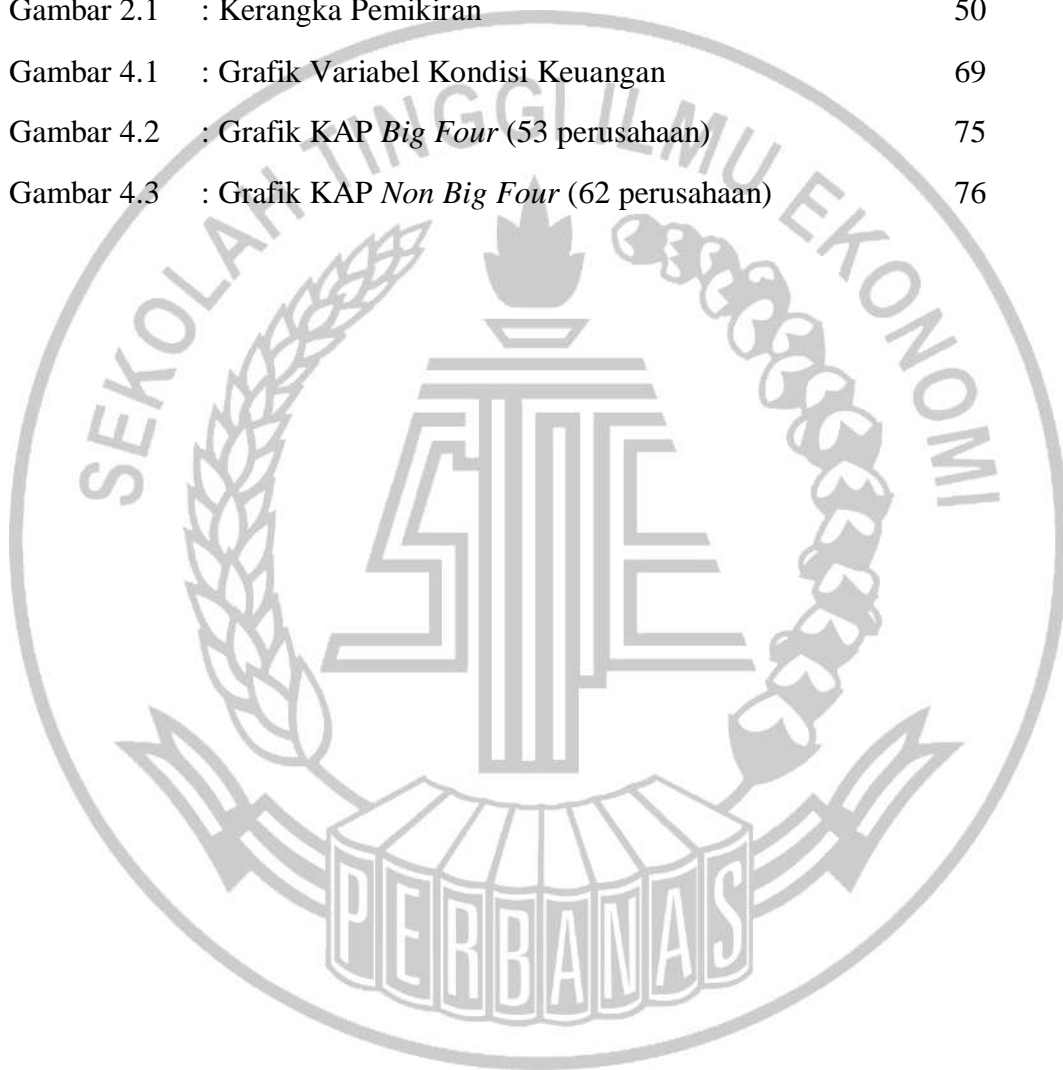 Gambar 2.1 : Kerangka Pemikiran 50
Gambar 4.1 : Grafik Variabel Kondisi Keuangan 69
Gambar 4.2 : Grafik KAP Big Four (53 perusahaan) 75
Gambar 4.3 : Grafik KAP Non Big Four (62 perusahaan) 76
SEKOLAH TINGGI ILMU EKONOMI
STIE
PERBANAS